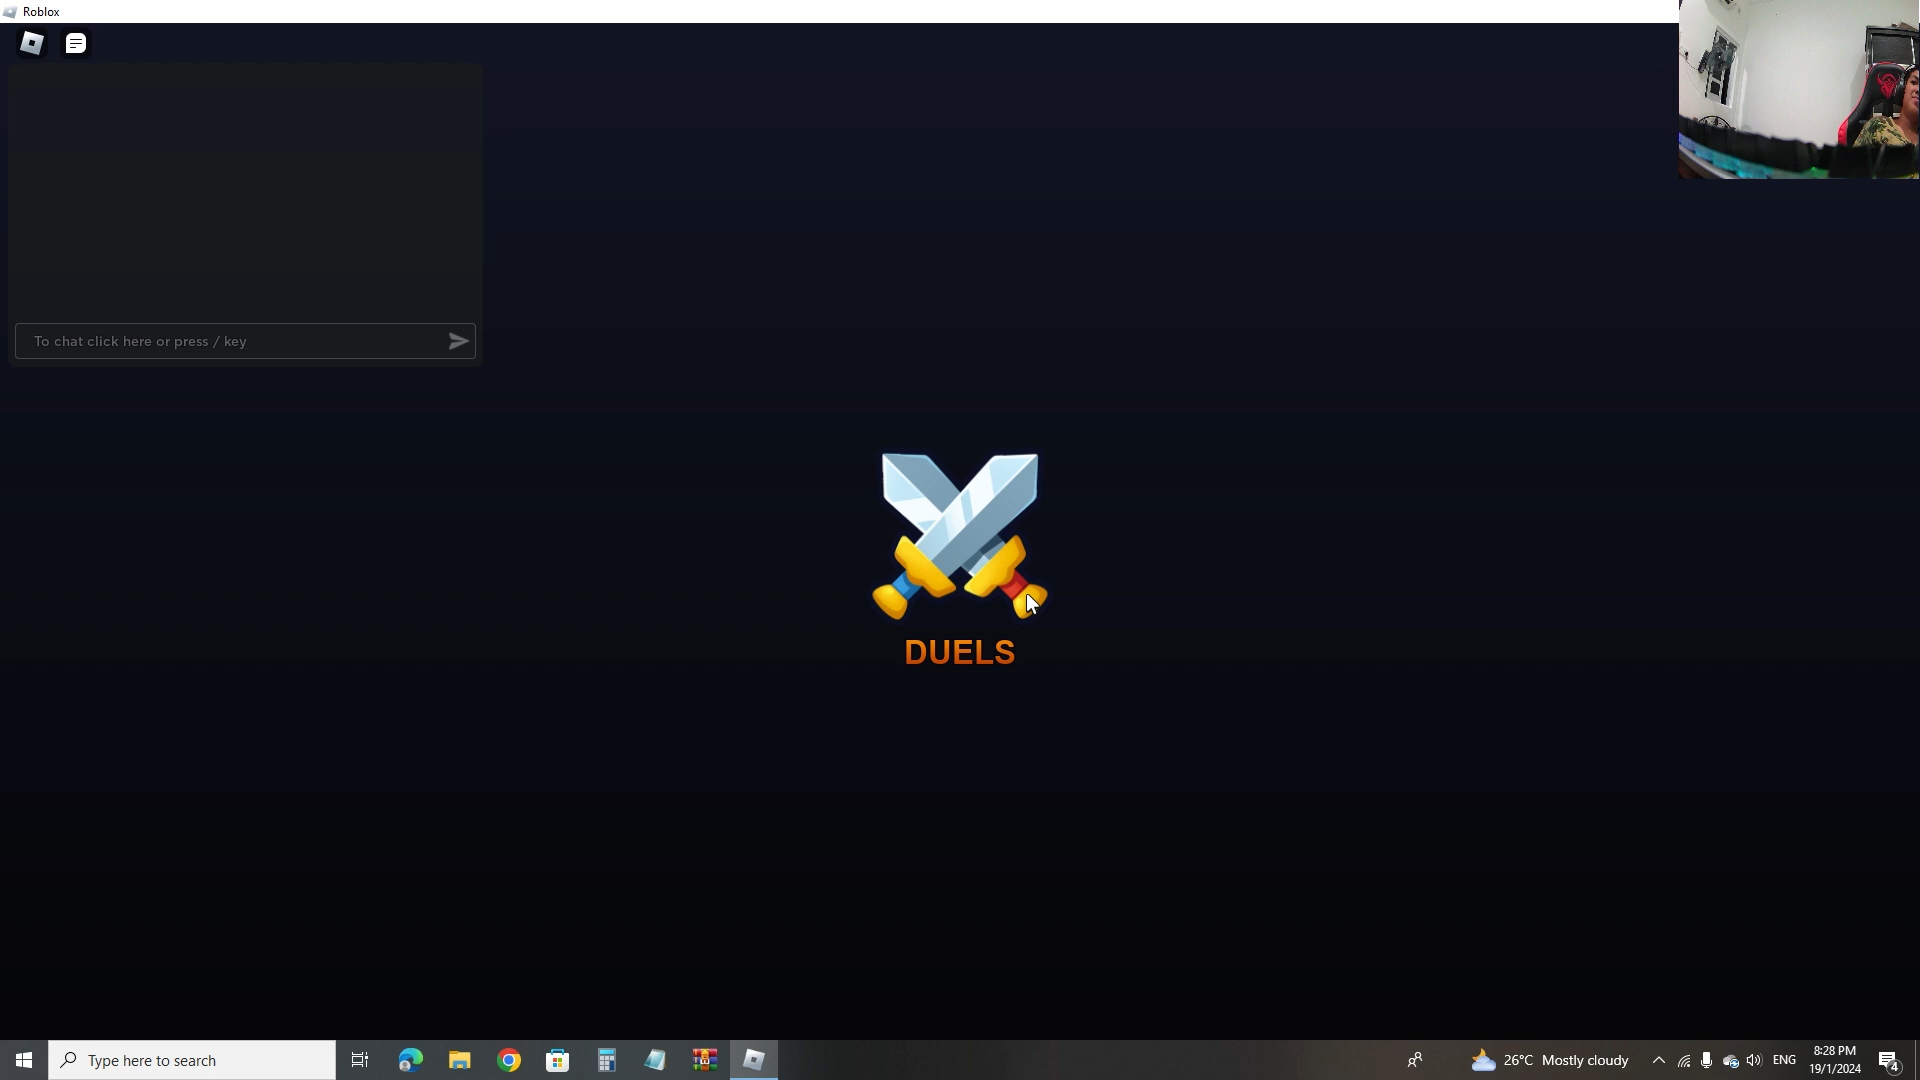 Roblox
To chat click here or press / key
DUELS
Type here to search
26°C Mostly cloudy
ENG
8:28 PM
19/1/2024
4